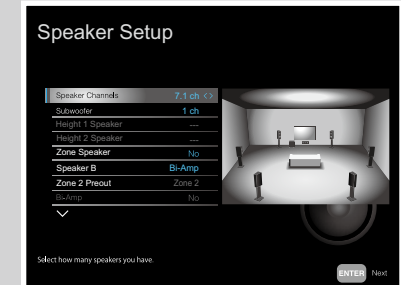 Speaker Setup
Speaker Channels 7.1 ch <>
Subwoofer 1 ch
Height 1 Speaker ---
Height 2 Speaker ---
Zone Speaker No
Speaker B Bi-Amp
Zone 2 Preout Zone 2
Bi-Amp No
Select how many speakers you have.
ENTER Next